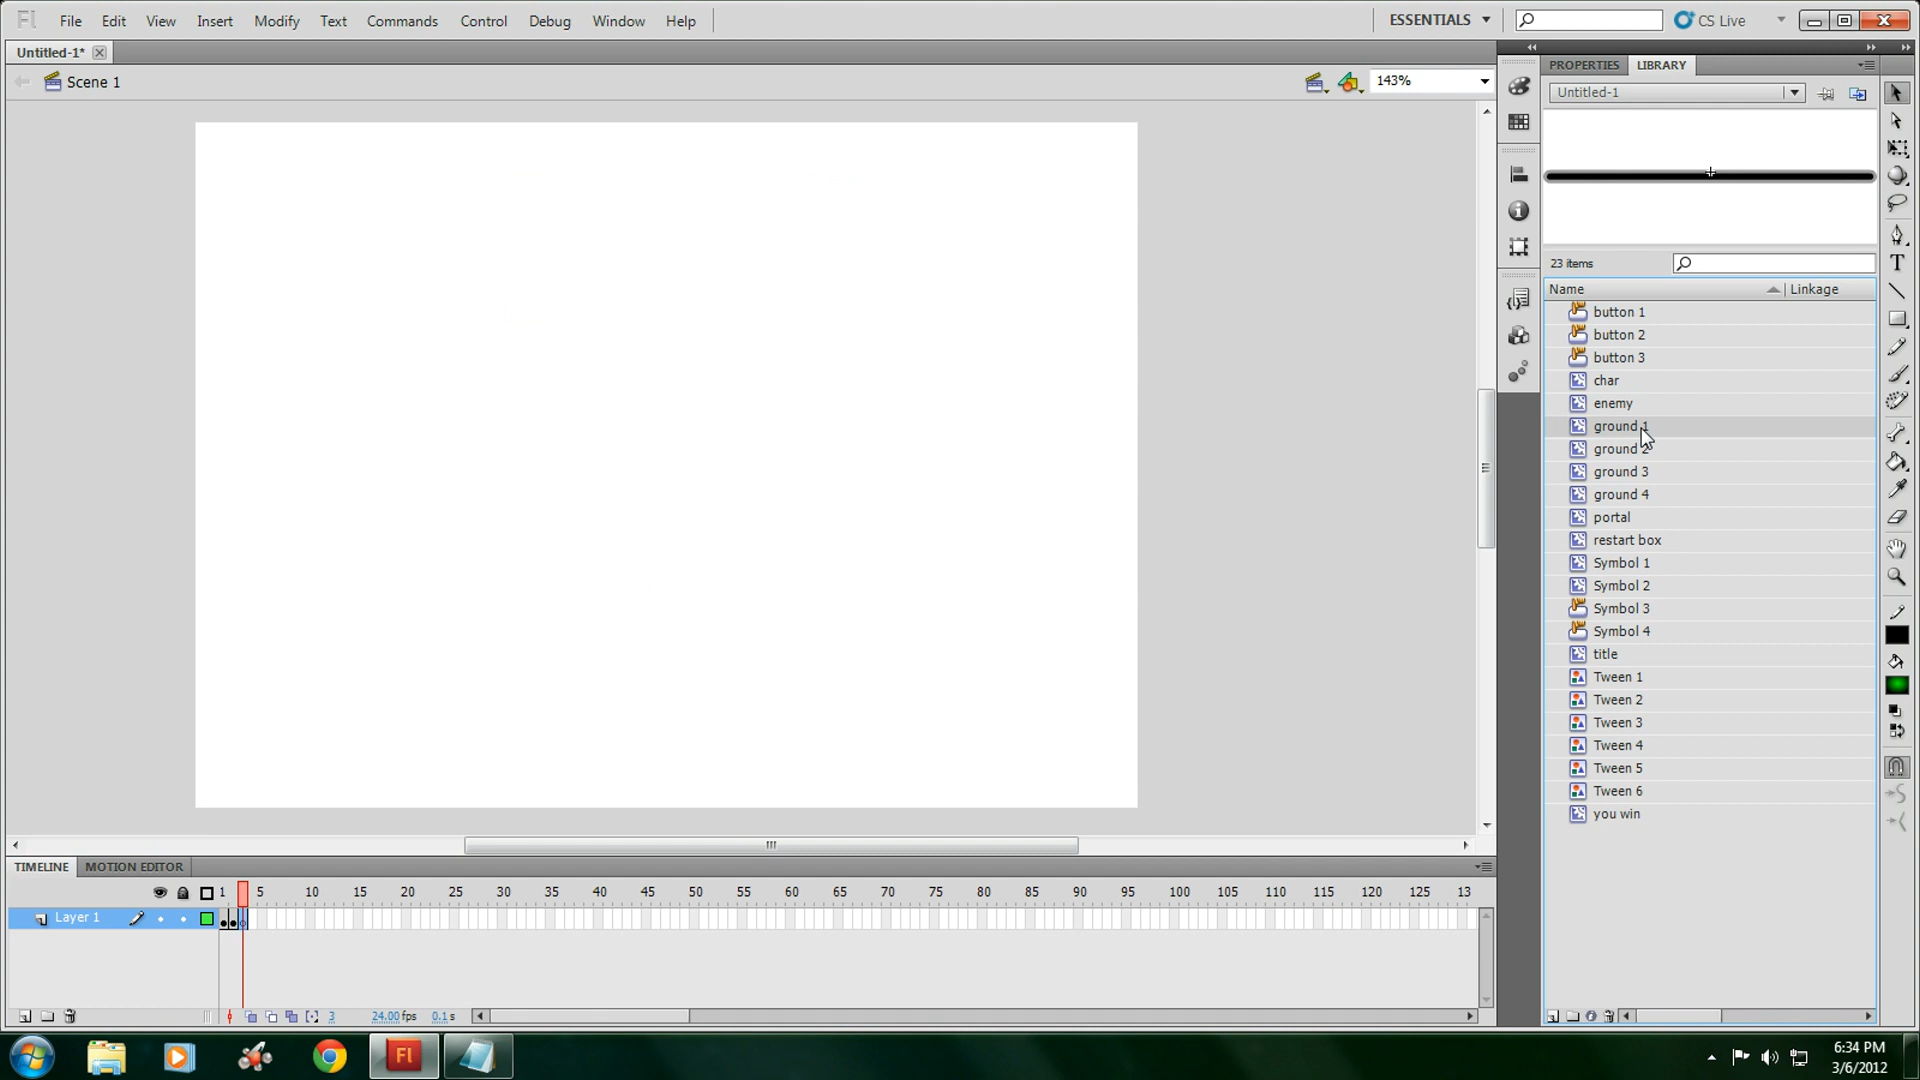 Fl File Edit View Insert Modify Text Commands Control Debug Window Help ESSENTIALS CS Live
Untitled-1*
Scene 1
143%
PROPERTIES LIBRARY
Untitled-1
23 items
Name Linkage
button 1
button 2
button 3
char
enemy
ground 1
ground 2
ground 3
ground 4
portal
restart box
Symbol 1
Symbol 2
Symbol 3
Symbol 4
title
Tween 1
Tween 2
Tween 3
Tween 4
Tween 5
Tween 6
you win
TIMELINE MOTION EDITOR
1 5 10 15 20 25 30 35 40 45 50 55 60 65 70 75 80 85 90 95 100 105 110 115 120 125 13
Layer 1
3 24.00 fps 0.1 s
Fl
6:34 PM
3/6/2012